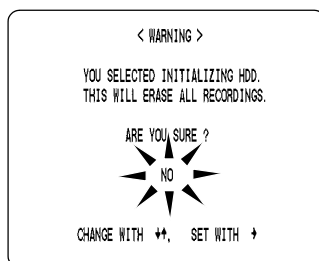 < WARNING >
YOU SELECTED INITIALIZING HDD.
THIS WILL ERASE ALL RECORDINGS.
ARE YOU SURE ?
NO
CHANGE WITH ↓↑, SET WITH →